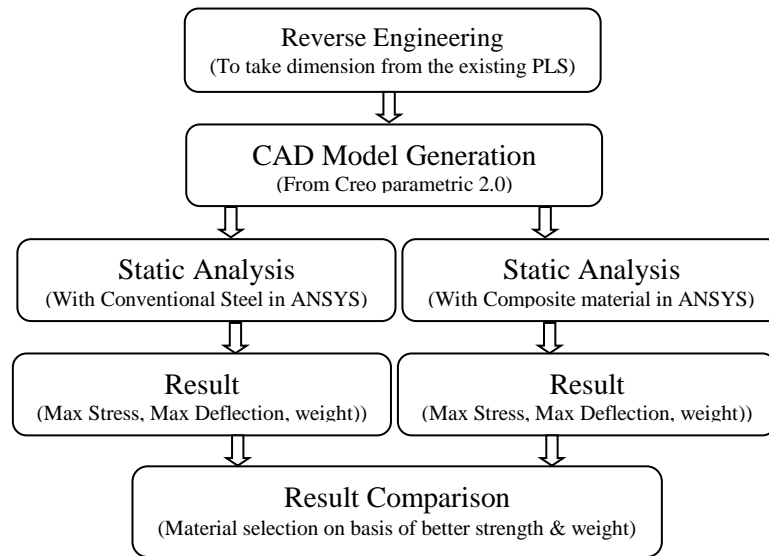 Reverse Engineering
(To take dimension from the existing PLS)
CAD Model Generation
(From Creo parametric 2.0)
Static Analysis
(With Conventional Steel in ANSYS)
Static Analysis
(With Composite material in ANSYS)
Result
(Max Stress, Max Deflection, weight))
Result
(Max Stress, Max Deflection, weight))
Result Comparison
(Material selection on basis of better strength & weight)